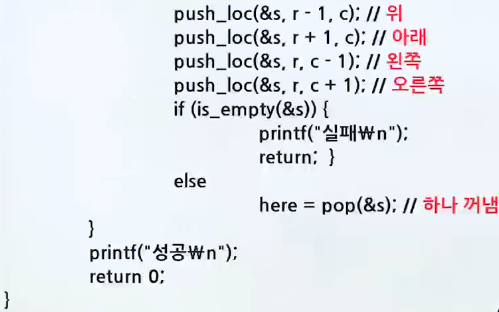 push_loc(&s, r - 1, c); // 위
push_loc(&s, r + 1, c); // 아래
push_loc(&s, r, c - 1); // 왼쪽
push_loc(&s, r, c + 1); // 오른쪽
if (is_empty(&s)) {
printf("실패₩n");
return; }
else
here = pop(&s); // 하나 꺼냄
}
printf("성공₩n");
return 0;
}